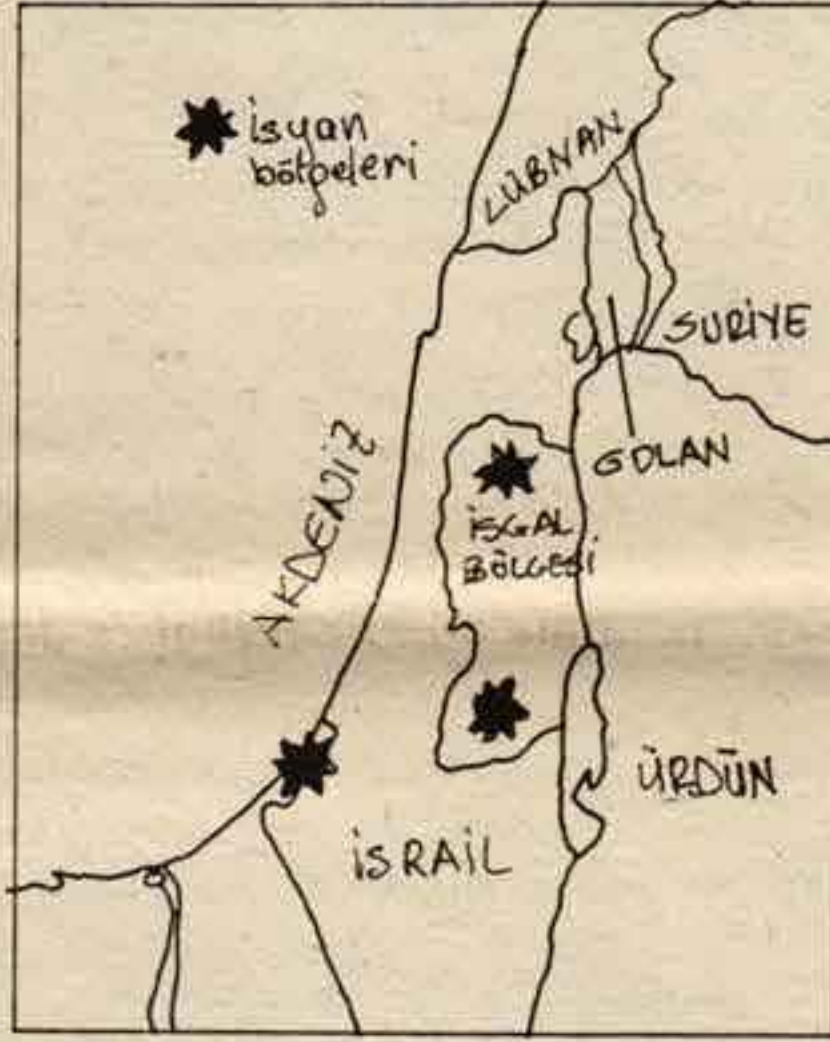 isyan
bölgeleri
LÜBNAN
SURİYE
GOLAN
AKDENİZ
İŞGAL
BÖLGESİ
ÜRDÜN
İSRAİL